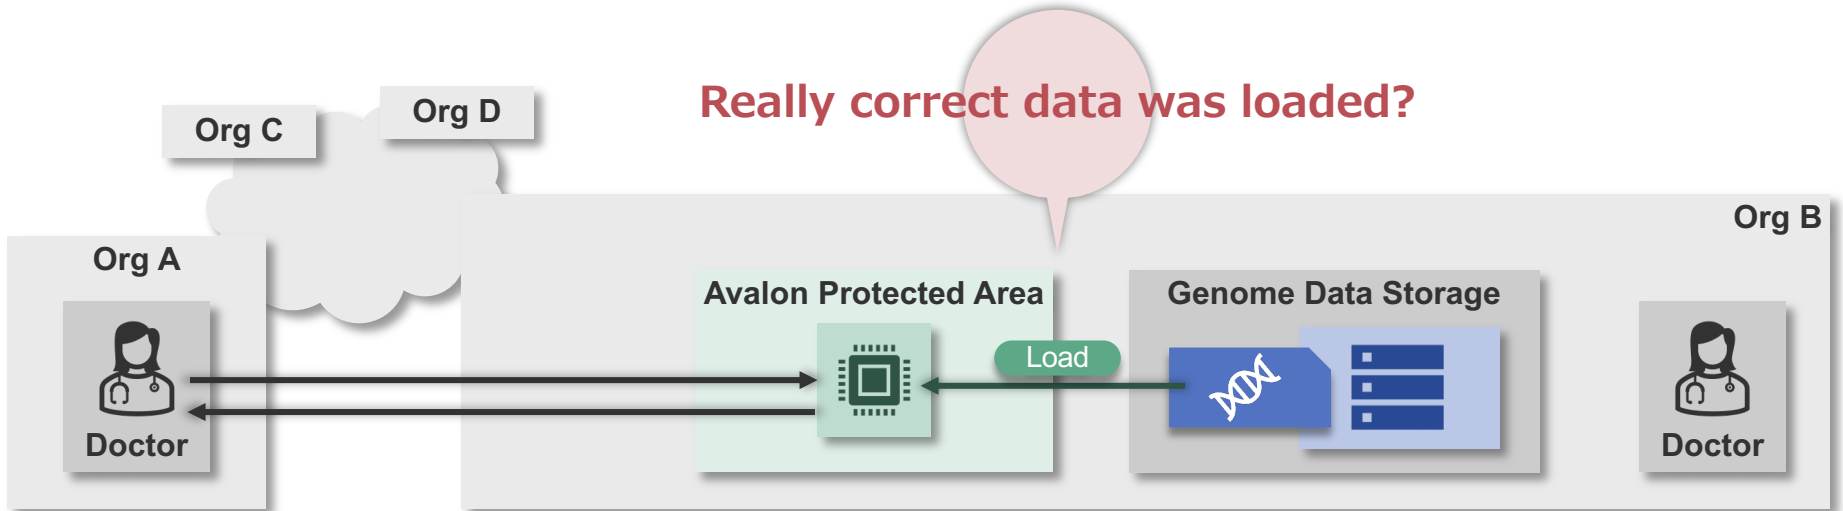 Really correct data was loaded?
Org C
Org D
Org B
Org A
Avalon Protected Area
Genome Data Storage
Load
Doctor
Doctor